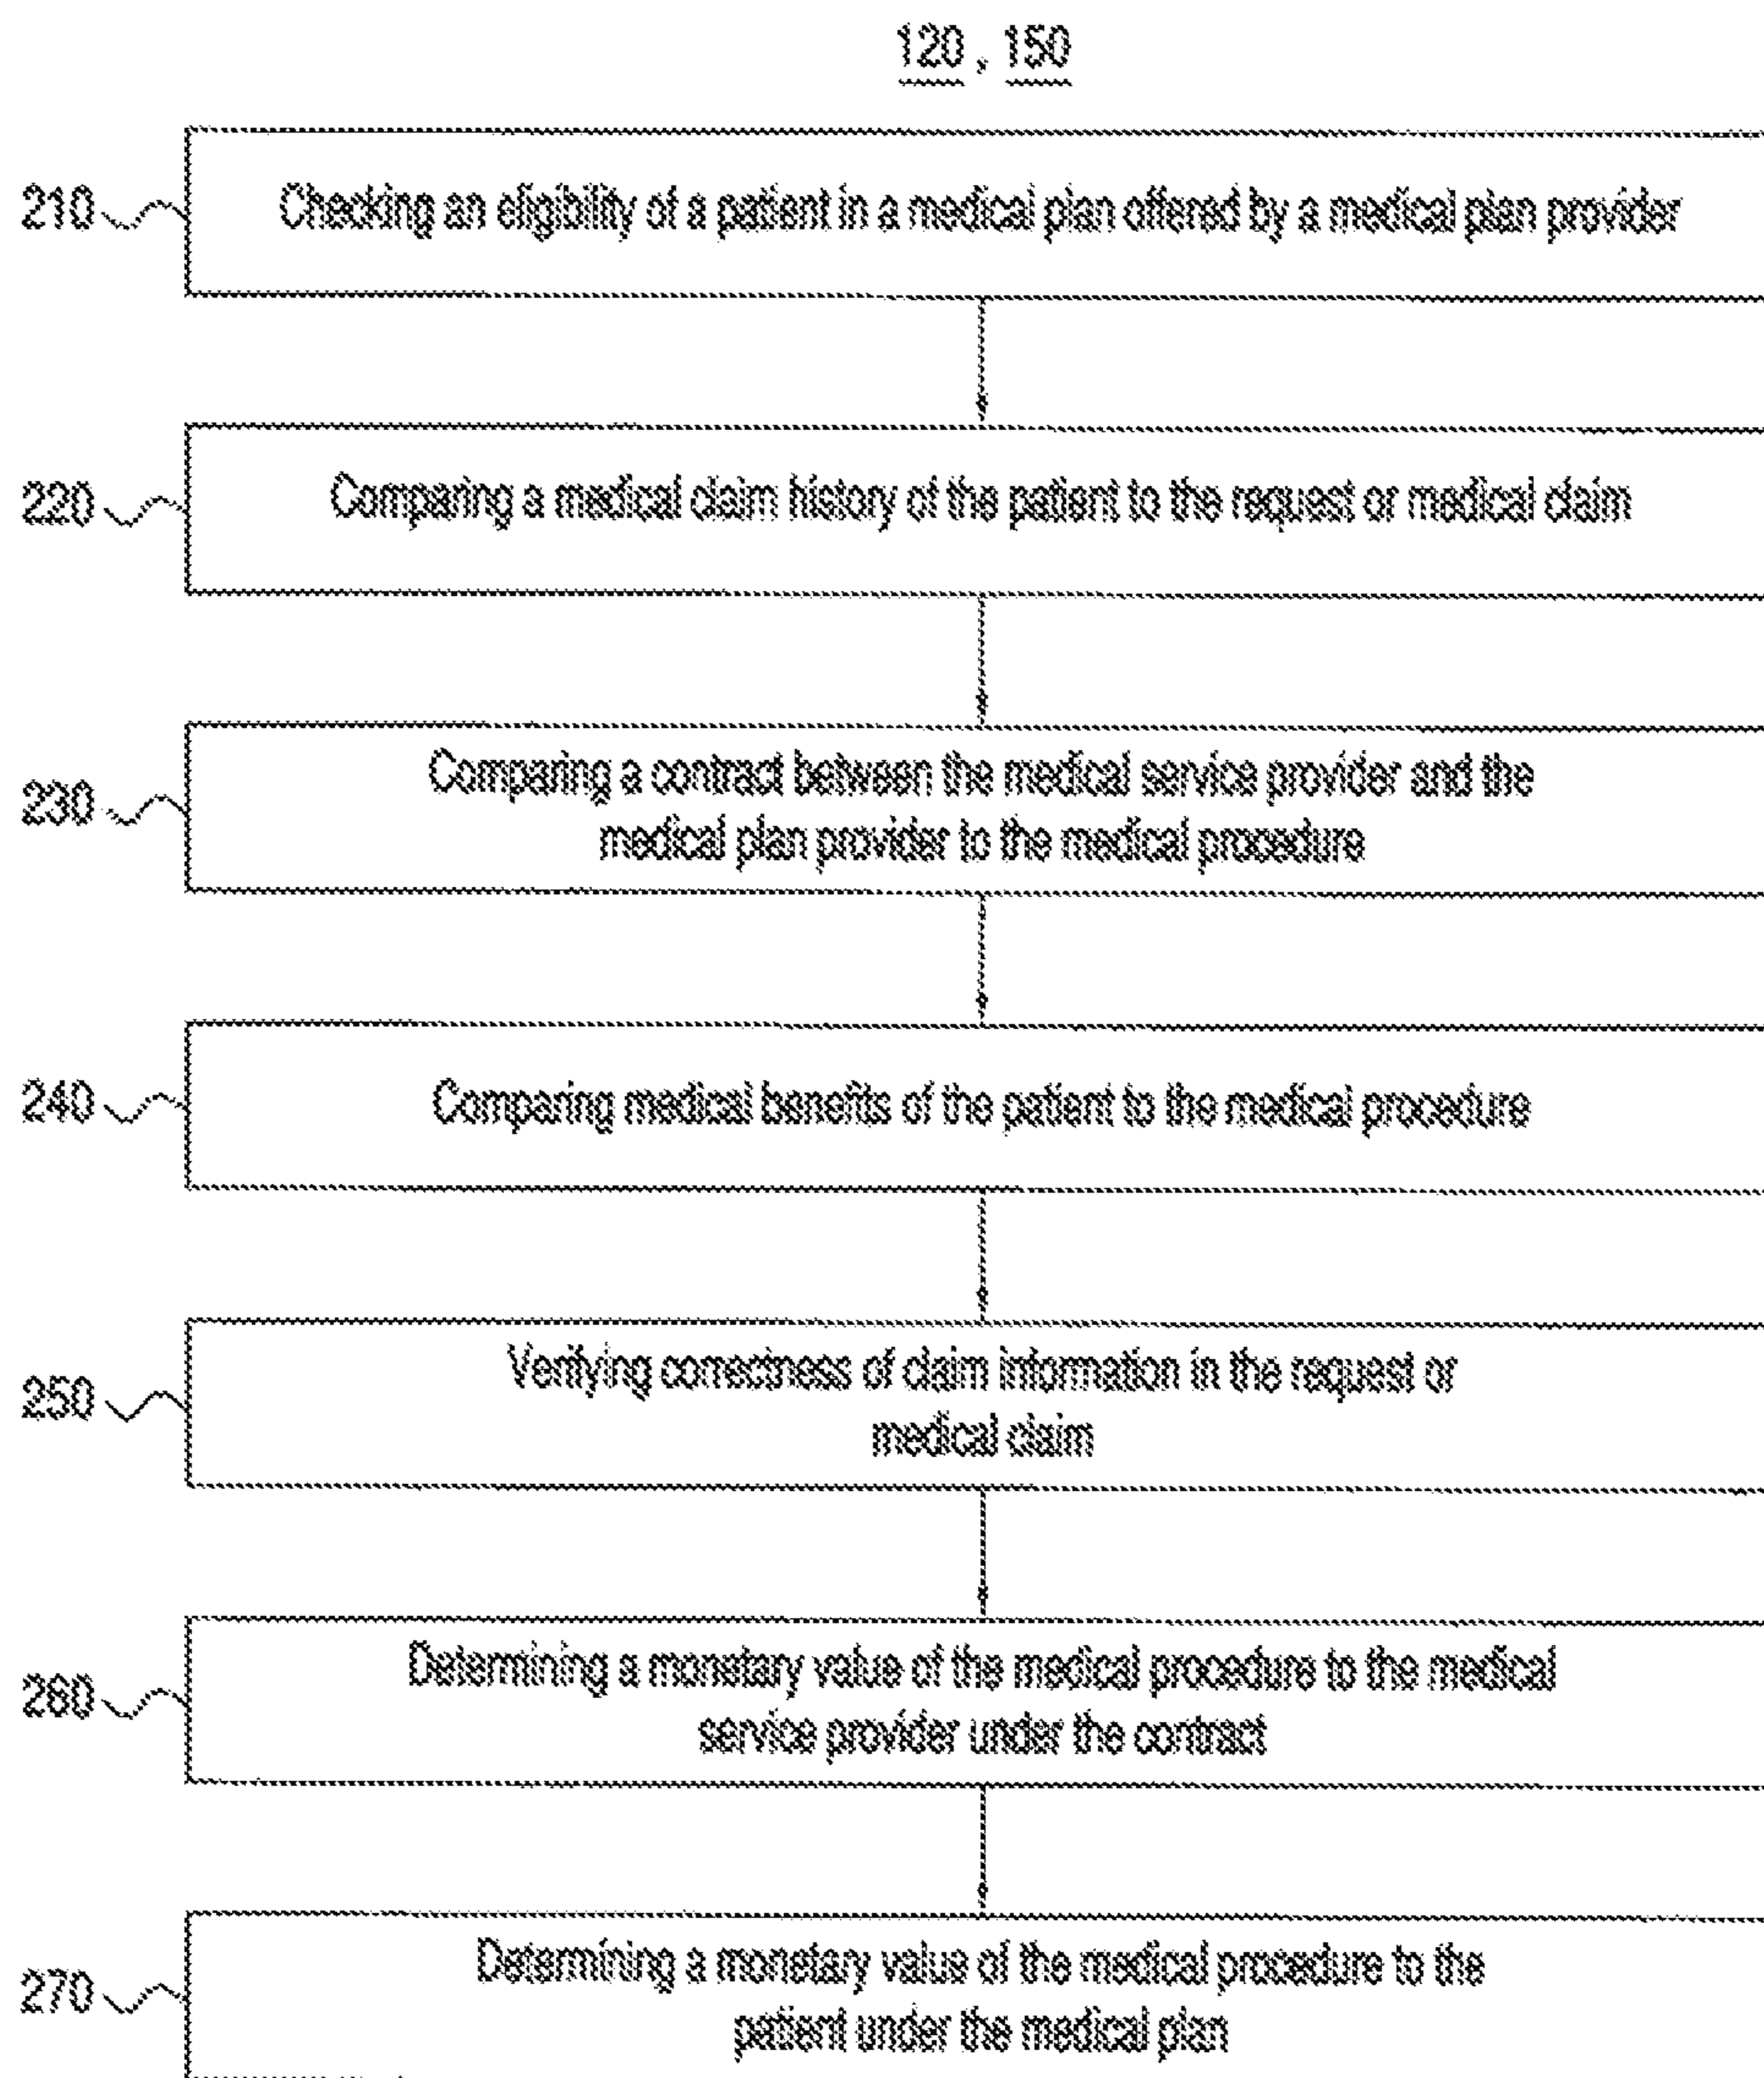 120, 150
210
Checking an eligibility of a patient in a medical plan offered by a medical plan provider
220
Comparing a medical claim history of the patient to the request or medical claim
230
Comparing a contract between the medical service provider and the
medical plan provider to the medical procedure
240
Comparing medical benefits of the patient to the medical procedure
250
Verifying correctness of claim information in the request or
medical claim
260
Determining a monetary value of the medical procedure to the medical
service provider under the contract
270
Determining a monetary value of the medical procedure to the
patient under the medical plan